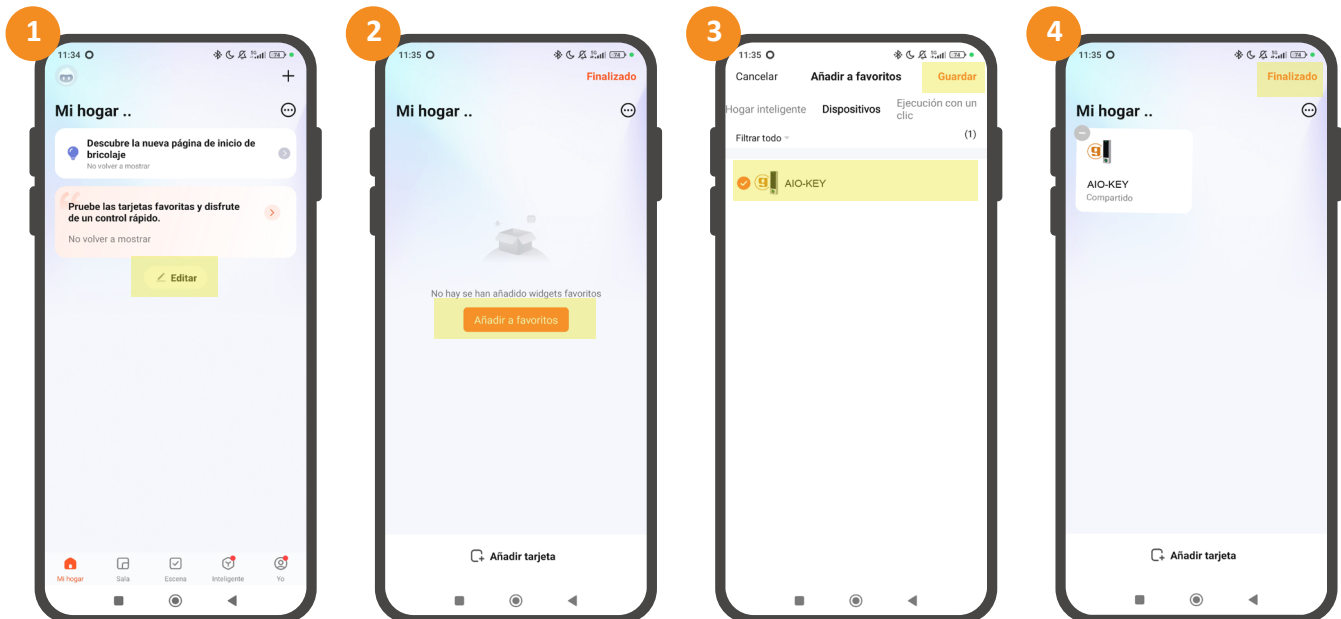 1
11:34
74
Mi hogar ..
Descubre la nueva página de inicio de
bricolaje
No volver a mostrar
Pruebe las tarjetas favoritas y disfrute
de un control rápido.
No volver a mostrar
Editar
Mi hogar
Sala
Escena
Inteligente
Yo
2
11:35
74
Finalizado
Mi hogar ..
No hay se han añadido widgets favoritos
Añadir a favoritos
Añadir tarjeta
3
11:35
74
Cancelar
Añadir a favoritos
Guardar
Hogar inteligente
Dispositivos
Ejecución con un
clic
Filtrar todo
(1)
g
AIO-KEY
4
11:35
74
Finalizado
Mi hogar ..
g
AIO-KEY
Compartido
Añadir tarjeta